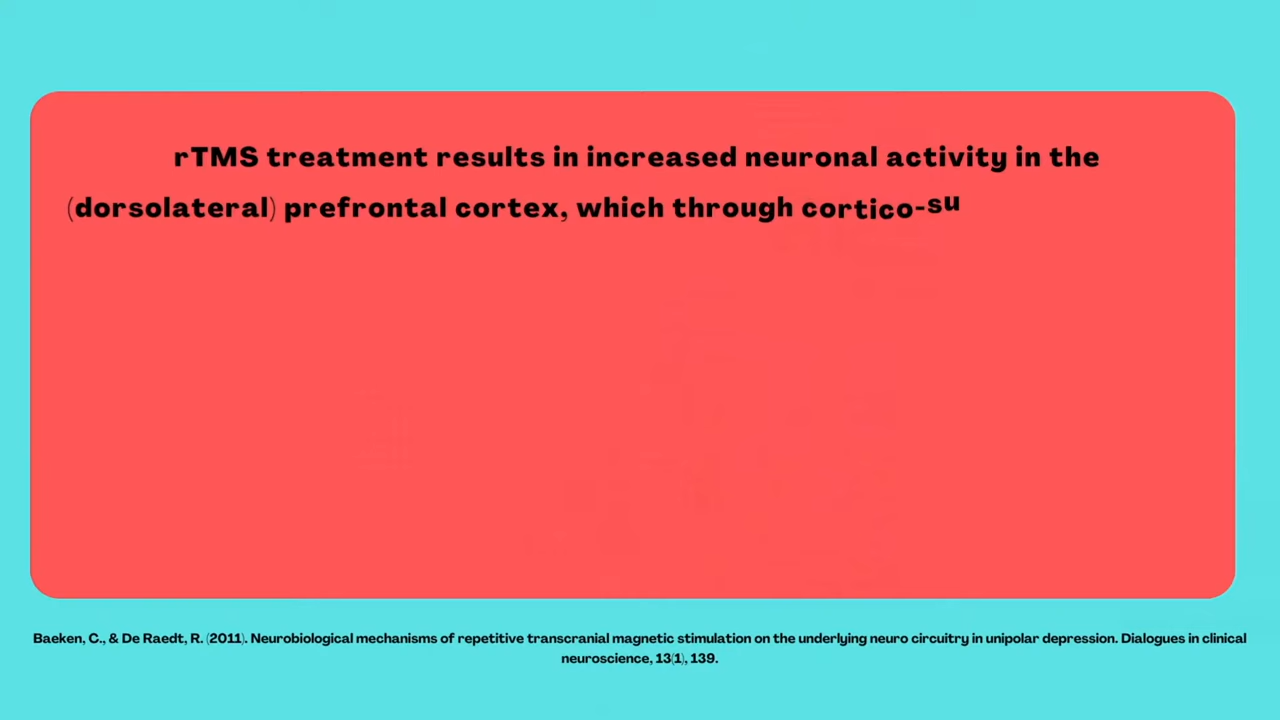 rTMS treatment results in increased neuronal activity in the
(dorsolateral) prefrontal cortex, which through cortico-su
Baeken, C., & De Raedt, R. (2011). Neurobiological mechanisms of repetitive transcranial magnetic stimulation on the underlying neuro circuitry in unipolar depression. Dialogues in clinical
neuroscience, 13(1), 139.